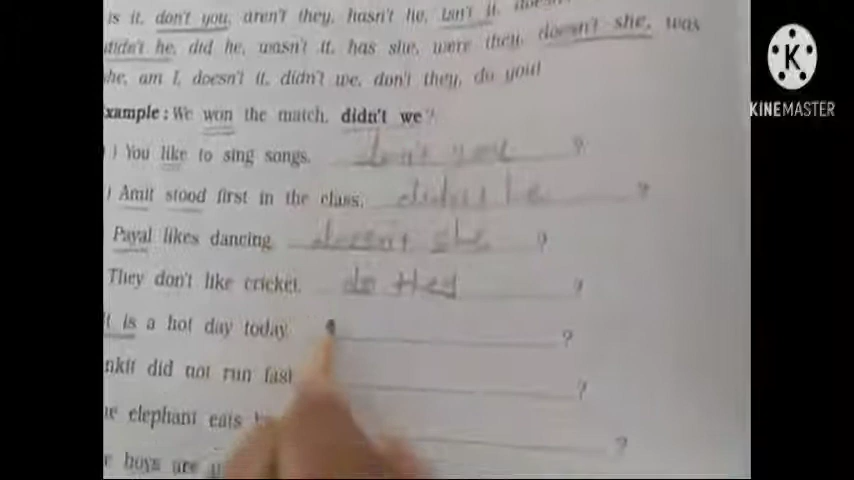 is it, don't you, aren't they, hasn't he, isn't it,
didn't he, did he, wasn't it, has she, were they, doesn't she, was
he, am I, doesn't it, didn't we, don't they, do you!
Example : We won the match, didn't we?
) You like to sing songs. don't you ?
) Amit stood first in the class. didn't he ?
Payal likes dancing. doesn't she ?
They don't like cricket. do they ?
It is a hot day today. ?
nkit did not run fast ?
elephant eats ?
boys are
K
KINEMASTER